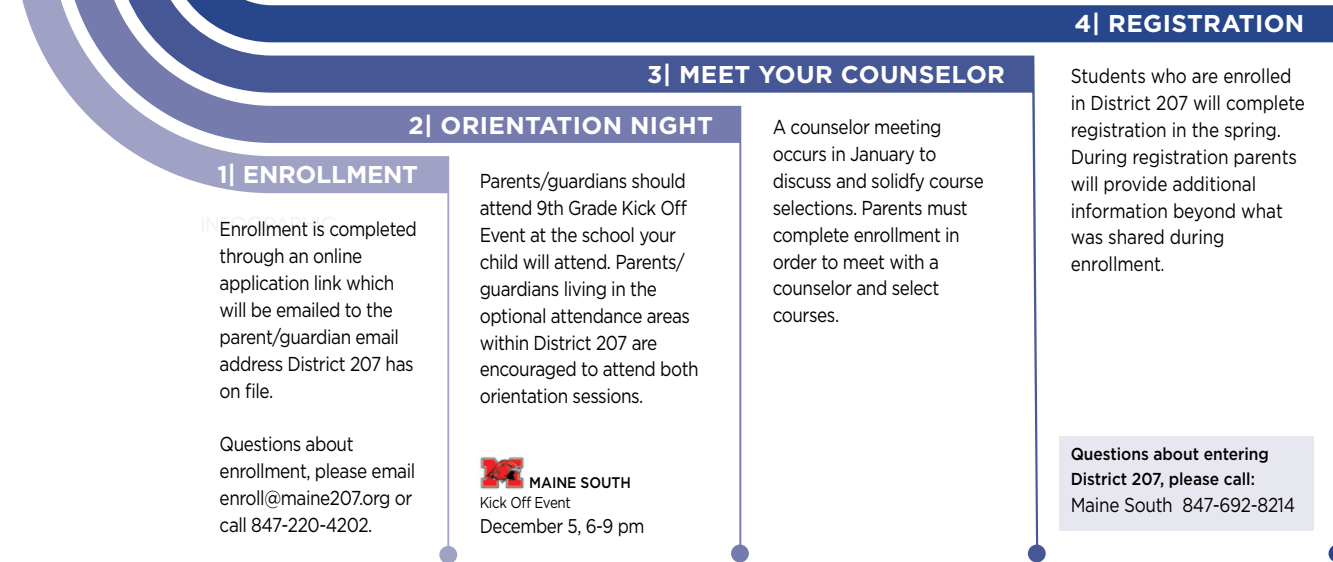 4| REGISTRATION
3| MEET YOUR COUNSELOR
2| ORIENTATION NIGHT
1| ENROLLMENT
INFOGRAPHIC
Enrollment is completed
through an online
application link which
will be emailed to the
parent/guardian email
address District 207 has
on file.
Questions about
enrollment, please email
enroll@maine207.org or
call 847-220-4202.
Parents/guardians should
attend 9th Grade Kick Off
Event at the school your
child will attend. Parents/
guardians living in the
optional attendance areas
within District 207 are
encouraged to attend both
orientation sessions.
M MAINE SOUTH
Kick Off Event
December 5, 6-9 pm
A counselor meeting
occurs in January to
discuss and solidfy course
selections. Parents must
complete enrollment in
order to meet with a
counselor and select
courses.
Students who are enrolled
in District 207 will complete
registration in the spring.
During registration parents
will provide additional
information beyond what
was shared during
enrollment.
Questions about entering
District 207, please call:
Maine South 847-692-8214